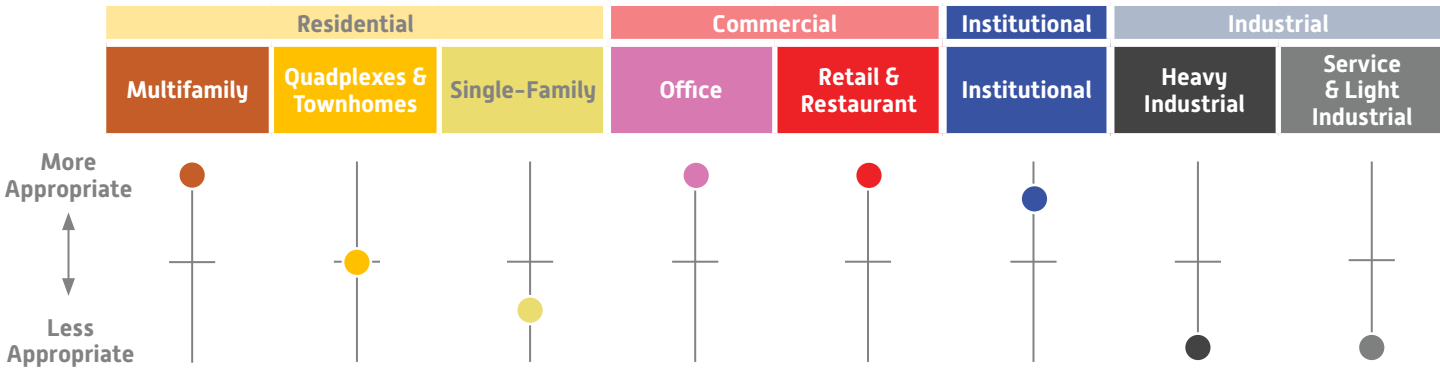 Residential
Commercial
Institutional
Industrial
Multifamily
Quadplexes &
Townhomes
Single-Family
Office
Retail &
Restaurant
Institutional
Heavy
Industrial
Service
& Light
Industrial
More
Appropriate
Less
Appropriate